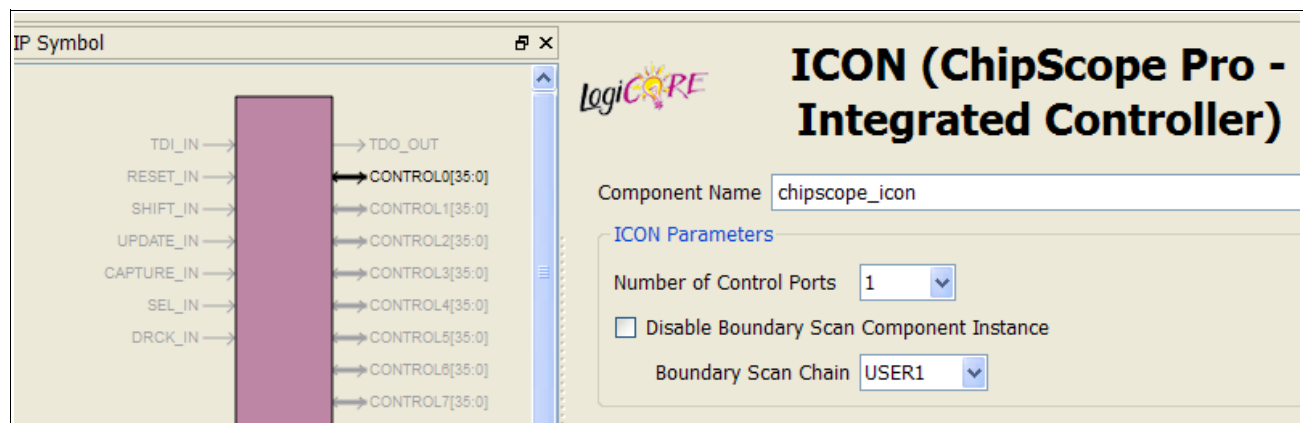 IP Symbol
TDI_IN
RESET_IN
SHIFT_IN
UPDATE_IN
CAPTURE_IN
SEL_IN
DRCK_IN
TDO_OUT
CONTROL0[35:0]
CONTROL1[35:0]
CONTROL2[35:0]
CONTROL3[35:0]
CONTROL4[35:0]
CONTROL5[35:0]
CONTROL6[35:0]
CONTROL7[35:0]
LogiCORE
ICON (ChipScope Pro -
Integrated Controller)
Component Name chipscope_icon
ICON Parameters
Number of Control Ports 1
Disable Boundary Scan Component Instance
Boundary Scan Chain USER1